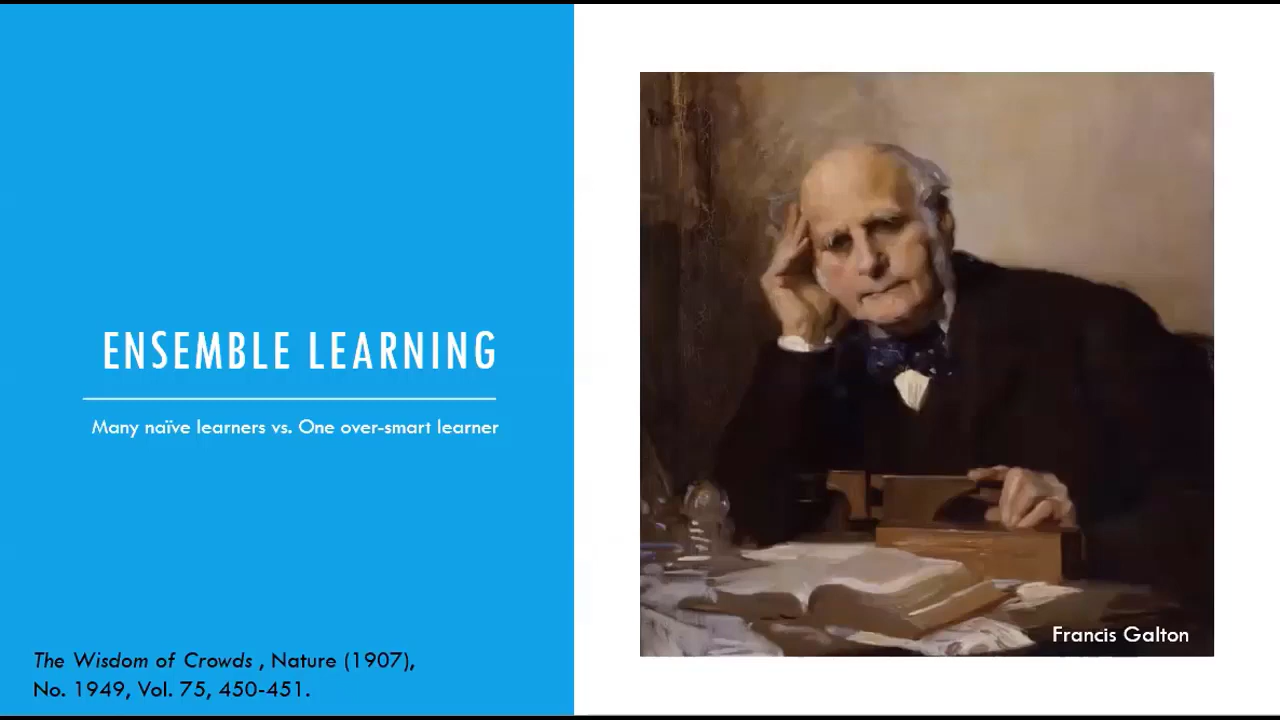 ENSEMBLE LEARNING
Many naïve learners vs. One over-smart learner
The Wisdom of Crowds , Nature (1907),
No. 1949, Vol. 75, 450-451.
Francis Galton